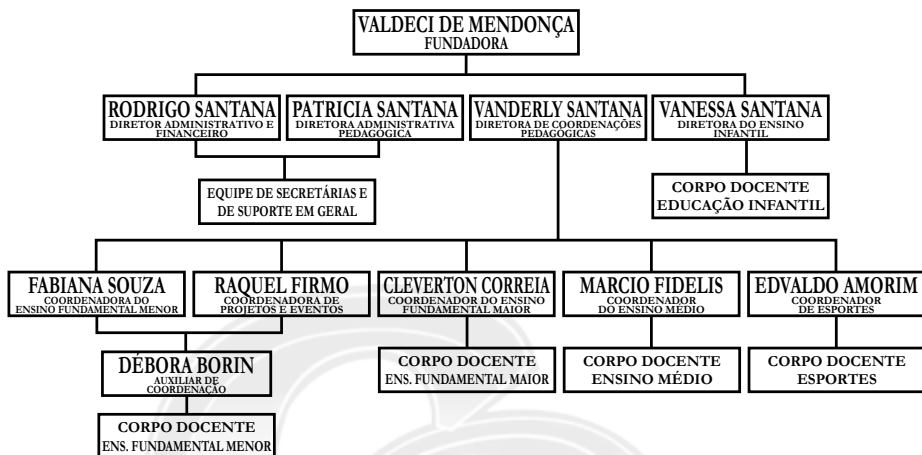 VALDECI DE MENDONÇA
FUNDADORA
RODRIGO SANTANA
DIRETOR ADMINISTRATIVO E
FINANCEIRO
PATRICIA SANTANA
DIRETORA ADMINISTRATIVA
PEDAGÓGICA
VANDERLY SANTANA
DIRETORA DE COORDENAÇÕES
PEDAGÓGICAS
VANESSA SANTANA
DIRETORA DO ENSINO
INFANTIL
EQUIPE DE SECRETÁRIAS E
DE SUPORTE EM GERAL
CORPO DOCENTE
EDUCAÇÃO INFANTIL
FABIANA SOUZA
COORDENADORA DO
ENSINO FUNDAMENTAL MENOR
RAQUEL FIRMO
COORDENADORA DE
PROJETOS E EVENTOS
CLEVERTON CORREIA
COORDENADOR DO ENSINO
FUNDAMENTAL MAIOR
MARCIO FIDELIS
COORDENADOR
DO ENSINO MÉDIO
EDVALDO AMORIM
COORDENADOR
DE ESPORTES
DÉBORA BORIN
AUXILIAR DE
COORDENAÇÃO
CORPO DOCENTE
ENS. FUNDAMENTAL MAIOR
CORPO DOCENTE
ENSINO MÉDIO
CORPO DOCENTE
ESPORTES
CORPO DOCENTE
ENS. FUNDAMENTAL MENOR